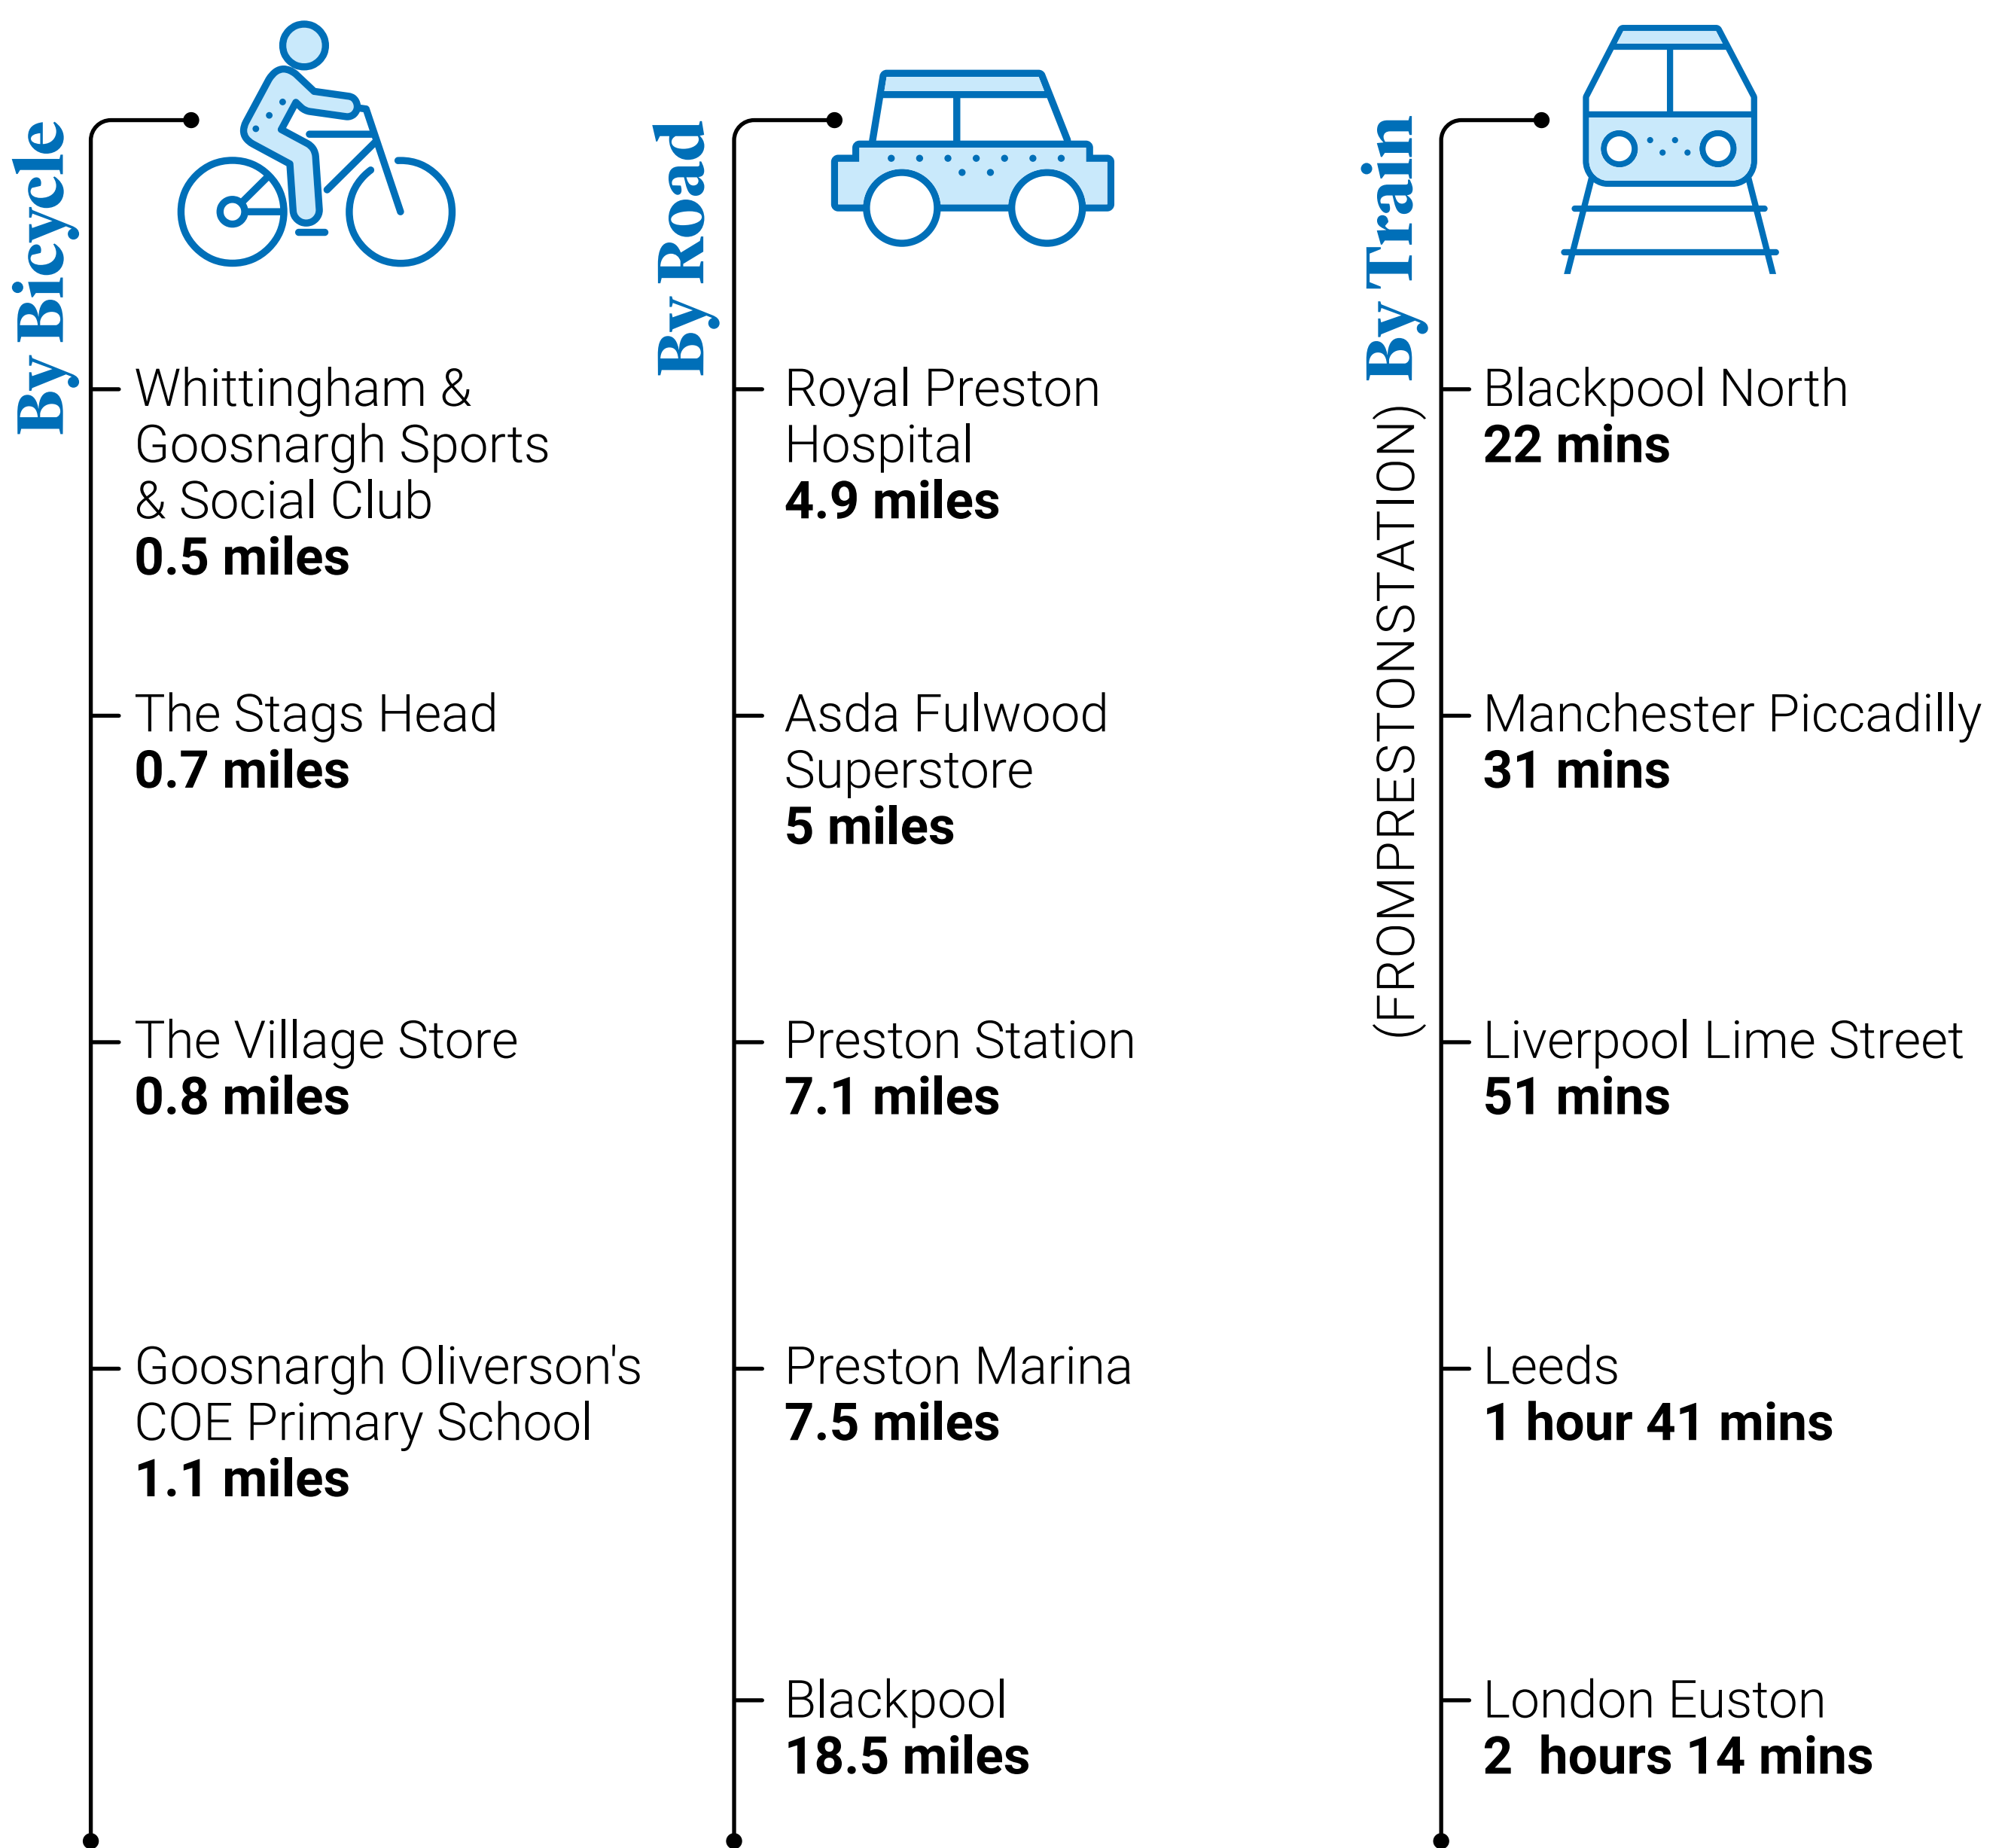 By Bicycle
Whittingham &
Goosnargh Sports
& Social Club
0.5 miles
The Stags Head
0.7 miles
The Village Store
0.8 miles
Goosnargh Oliverson's
COE Primary School
1.1 miles
By Road
Royal Preston
Hospital
4.9 miles
Asda Fulwood
Superstore
5 miles
Preston Station
7.1 miles
Preston Marina
7.5 miles
Blackpool
18.5 miles
By Train (FROMPRESTONSTATION)
Blackpool North
22 mins
Manchester Piccadilly
31 mins
Liverpool Lime Street
51 mins
Leeds
1 hour 41 mins
London Euston
2 hours 14 mins